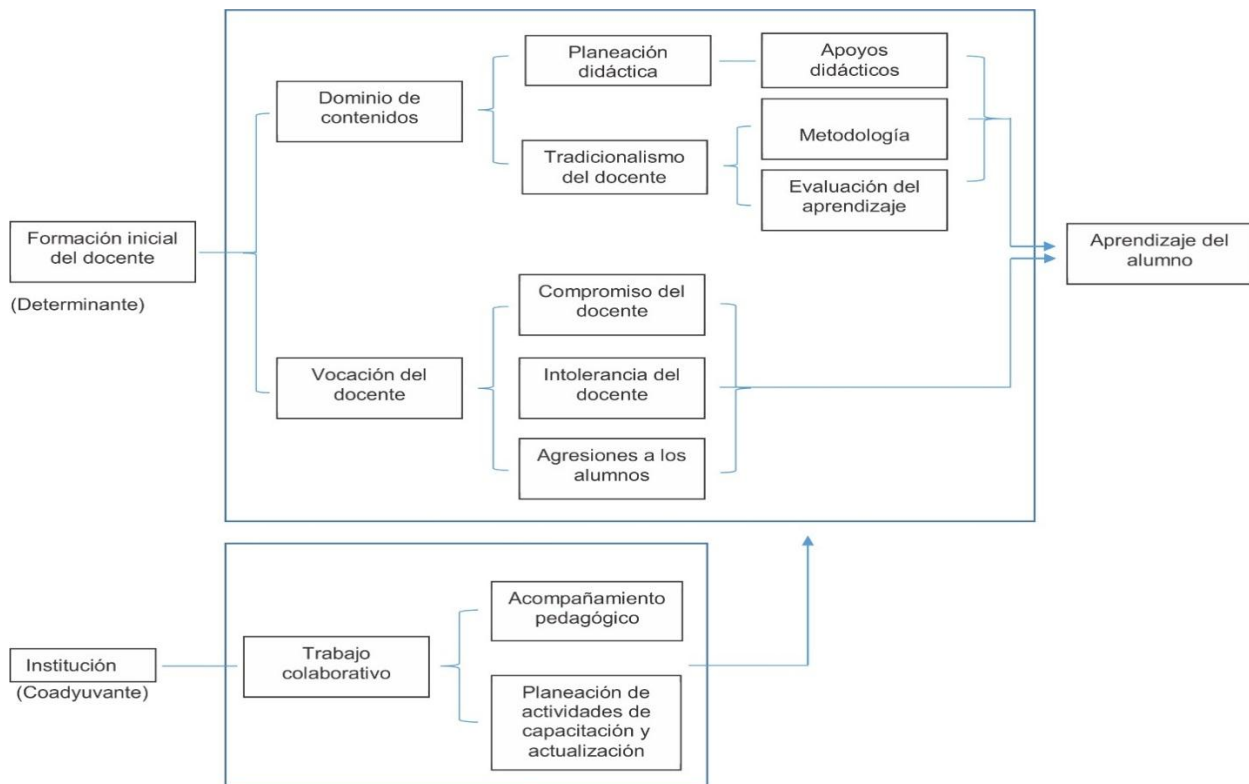 Planeación
didáctica
Apoyos
didácticos
Dominio de
contenidos
Metodología
Tradicionalismo
del docente
Evaluación del
aprendizaje
Formación inicial
del docente
(Determinante)
Aprendizaje del
alumno
Compromiso del
docente
Vocación del
docente
Intolerancia del
docente
Agresiones a los
alumnos
Acompañamiento
pedagógico
Institución
(Coadyuvante)
Trabajo
colaborativo
Planeación de
actividades de
capacitación y
actualización